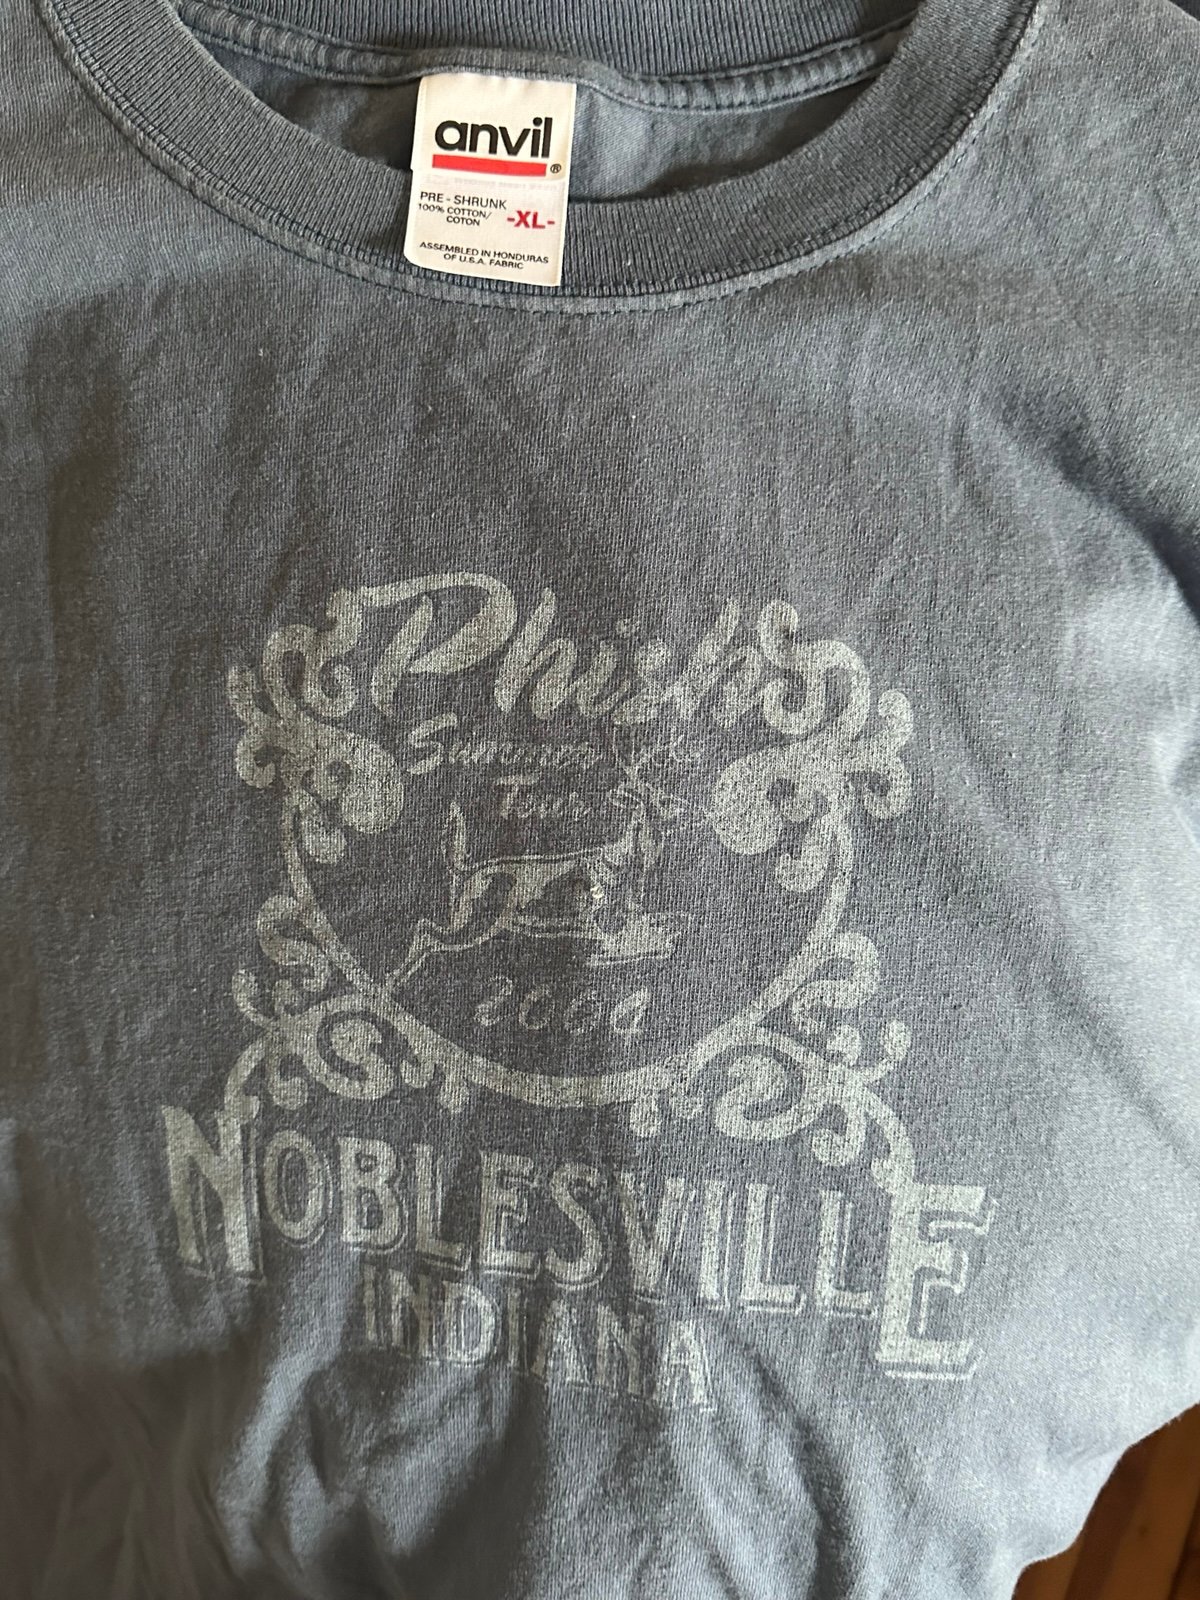 anvil®
PRE - SHRUNK
100% COTTON/
COTON
-XL-
ASSEMBLED IN HONDURAS
OF U.S.A. FABRIC
Phish
Summer
Tour
NOBLESVILLE
INDIANA